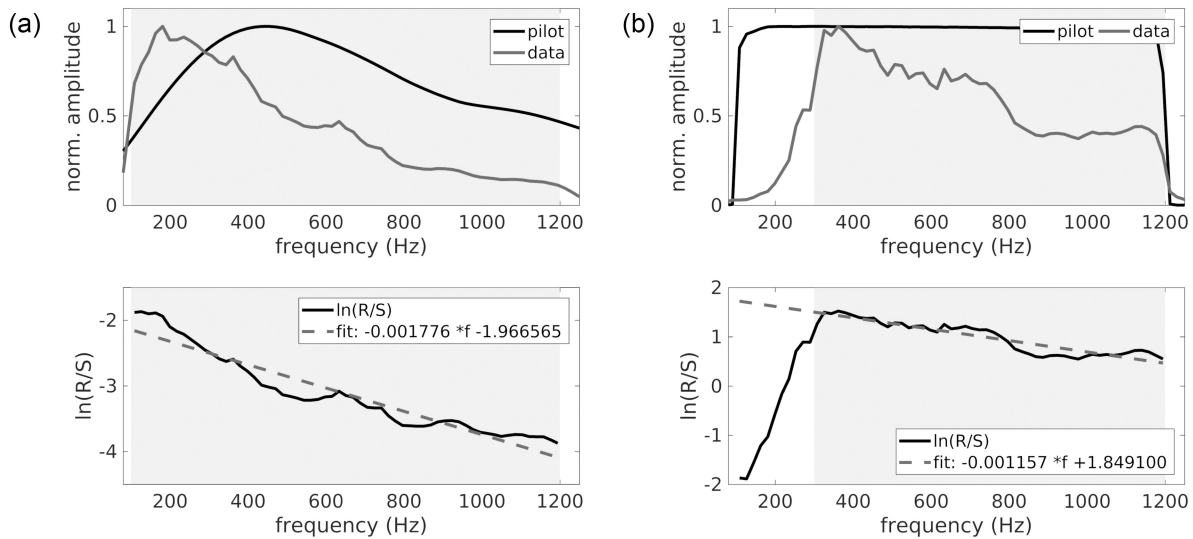 (a)
norm. amplitude
1
0.5
0
pilot
data
200 400 600 800 1000 1200
frequency (Hz)
(b)
norm. amplitude
1
0.5
0
pilot data
200 400 600 800 1000 1200
frequency (Hz)
ln(R/S)
-2
-3
-4
ln(R/S)
fit: -0.001776 *f -1.966565
200 400 600 800 1000 1200
frequency (Hz)
ln(R/S)
2
1
0
-1
-2
ln(R/S)
fit: -0.001157 *f +1.849100
200 400 600 800 1000 1200
frequency (Hz)